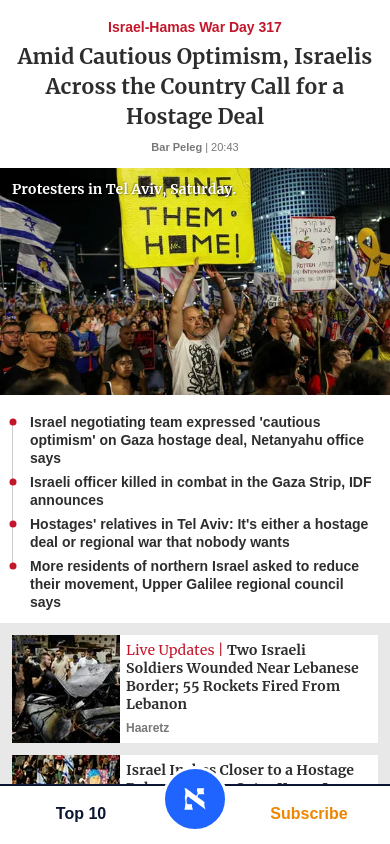 Israel-Hamas War Day 317
Amid Cautious Optimism, Israelis
Across the Country Call for a
Hostage Deal
Bar Peleg | 20:43
Protesters in Tel Aviv, Saturday.
BRING
THEM
HOME!
Israel negotiating team expressed 'cautious
optimism' on Gaza hostage deal, Netanyahu office
says
Israeli officer killed in combat in the Gaza Strip, IDF
announces
Hostages' relatives in Tel Aviv: It's either a hostage
deal or regional war that nobody wants
More residents of northern Israel asked to reduce
their movement, Upper Galilee regional council
says
Live Updates | Two Israeli
Soldiers Wounded Near Lebanese
Border; 55 Rockets Fired From
Lebanon
Haaretz
Israel Closer to a Hostage
Top 10
Subscribe